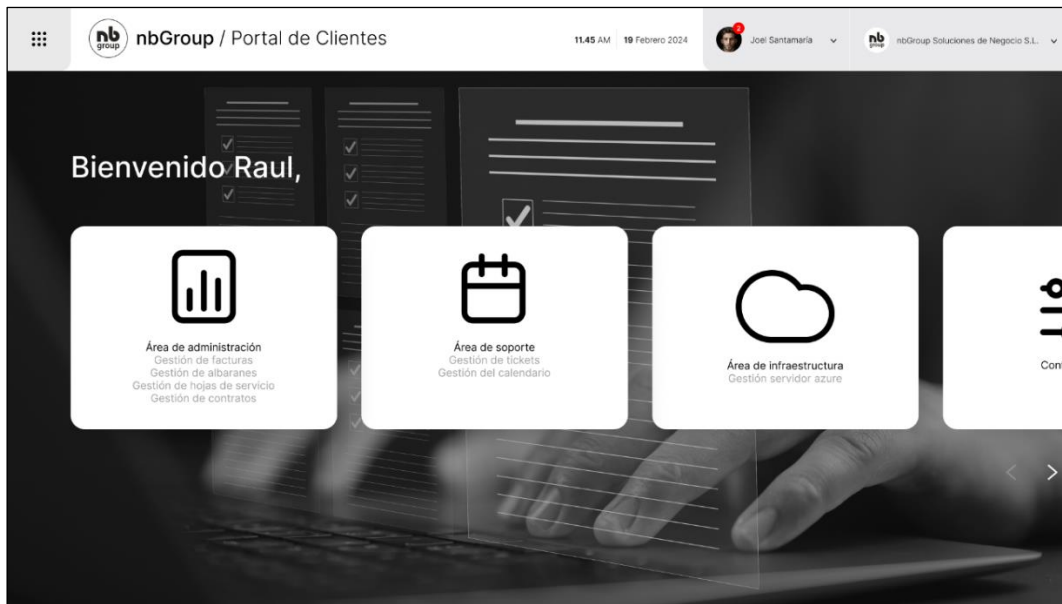 nb
group
nbGroup / Portal de Clientes
11.45 AM
19 Febrero 2024
2
Joel Santamaría
nb
group
nbGroup Soluciones de Negocio S.L.
Bienvenido Raul,
Área de administración
Gestión de facturas
Gestión de albaranes
Gestión de hojas de servicio
Gestión de contratos
Área de soporte
Gestión de tickets
Gestión del calendario
Área de infraestructura
Gestión servidor azure
Con